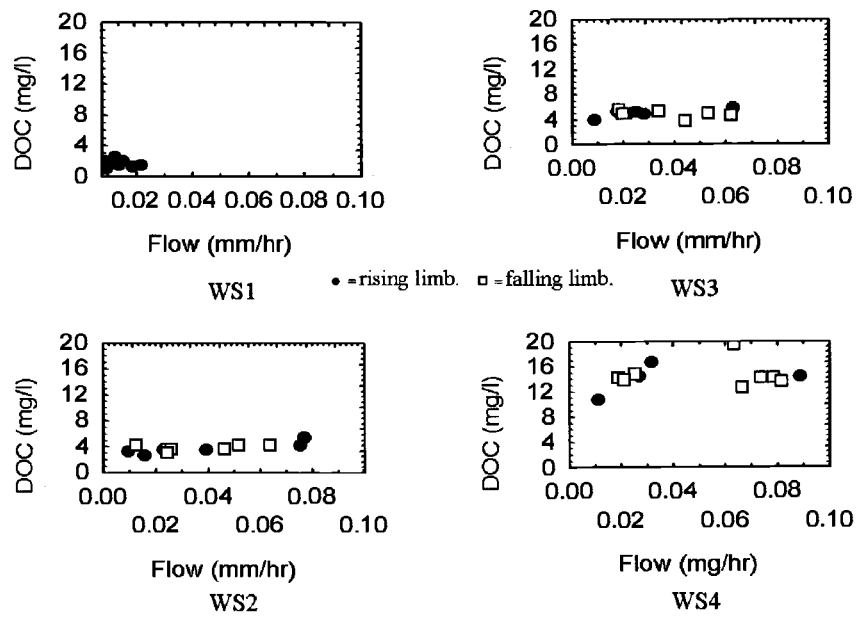 20
16
12
8
4
0
DOC (mg/l)
0.02 0.04 0.06 0.08 0.10
Flow (mm/hr)
WS1
20
16
12
8
4
0
DOC (mg/l)
0.00 0.04 0.08
0.02 0.06 0.10
Flow (mm/hr)
WS3
● = rising limb. □ = falling limb.
20
16
12
8
4
0
DOC (mg/l)
0.00 0.04 0.08
0.02 0.06 0.10
Flow (mm/hr)
WS2
20
16
12
8
4
0
DOC (mg/l)
0.00 0.04 0.08
0.02 0.06 0.10
Flow (mg/hr)
WS4